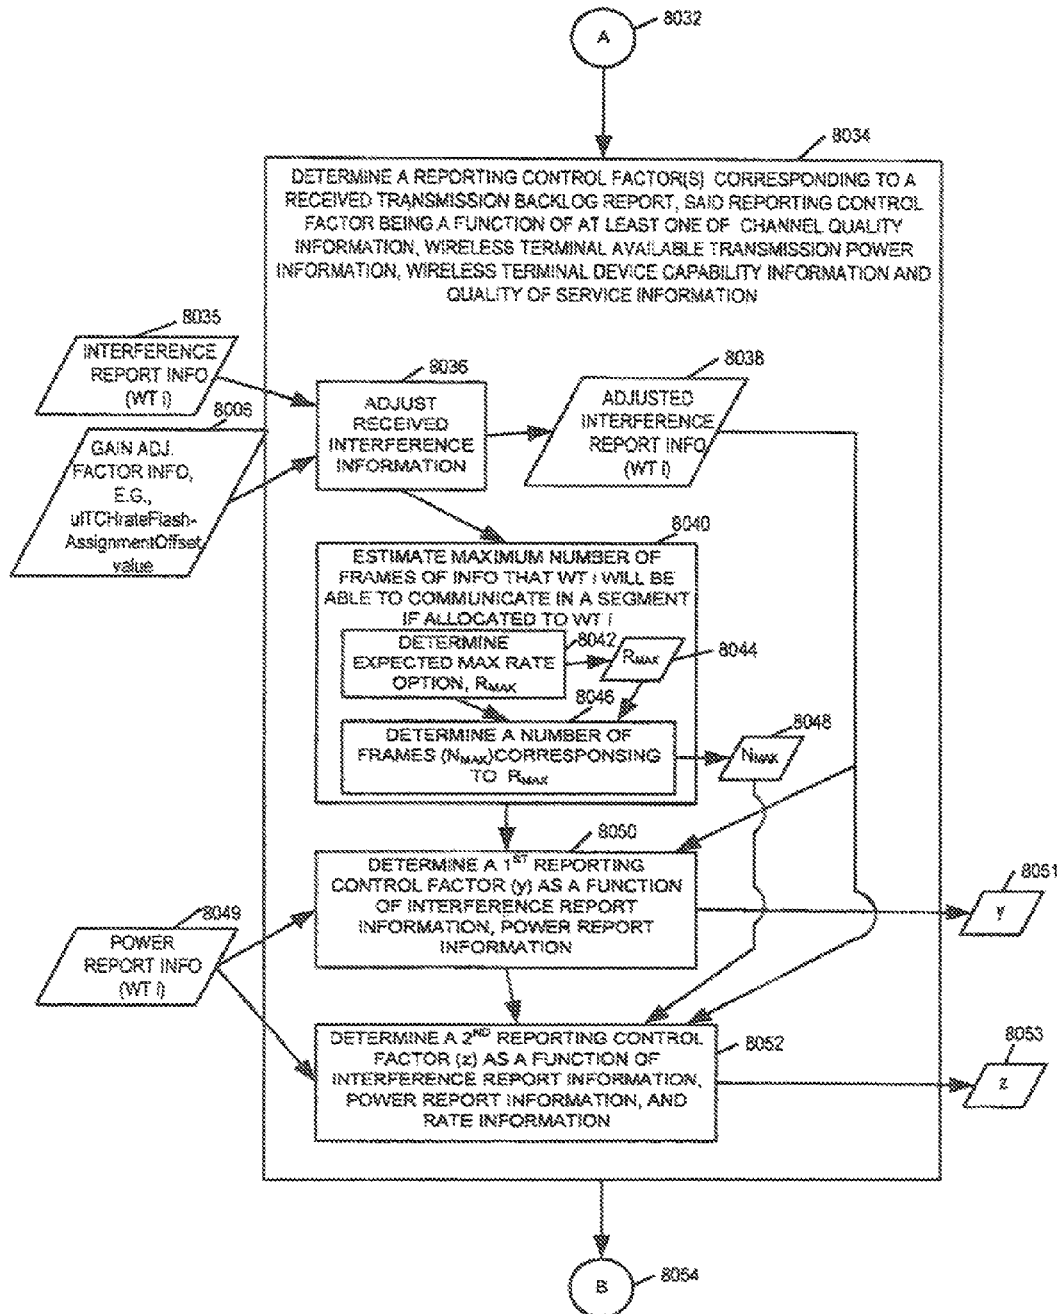 A
8032
8034
DETERMINE A REPORTING CONTROL FACTOR(S) CORRESPONDING TO A
RECEIVED TRANSMISSION BACKLOG REPORT, SAID REPORTING CONTROL
FACTOR BEING A FUNCTION OF AT LEAST ONE OF CHANNEL QUALITY
INFORMATION, WIRELESS TERMINAL AVAILABLE TRANSMISSION POWER
INFORMATION, WIRELESS TERMINAL DEVICE CAPABILITY INFORMATION AND
QUALITY OF SERVICE INFORMATION
8035
INTERFERENCE
REPORT INFO
(WT i)
8006
GAIN ADJ.
FACTOR INFO,
E.G.,
ulTCHrateFlash-
AssignmentOffset
value
8036
ADJUST
RECEIVED
INTERFERENCE
INFORMATION
8038
ADJUSTED
INTERFERENCE
REPORT INFO
(WT i)
8040
ESTIMATE MAXIMUM NUMBER OF
FRAMES OF INFO THAT WT i WILL BE
ABLE TO COMMUNICATE IN A SEGMENT
IF ALLOCATED TO WT i
8042
DETERMINE
EXPECTED MAX RATE
OPTION, RMAX
RMAX
8044
8046
DETERMINE A NUMBER OF
FRAMES (NMAX)CORRESPONSING
TO RMAX
8048
NMAX
8050
DETERMINE A 1ST REPORTING
CONTROL FACTOR (y) AS A FUNCTION
OF INTERFERENCE REPORT
INFORMATION, POWER REPORT
INFORMATION
8051
y
8049
POWER
REPORT INFO
(WT i)
DETERMINE A 2ND REPORTING CONTROL
FACTOR (z) AS A FUNCTION OF
INTERFERENCE REPORT INFORMATION,
POWER REPORT INFORMATION, AND
RATE INFORMATION
8052
8053
z
B
8054